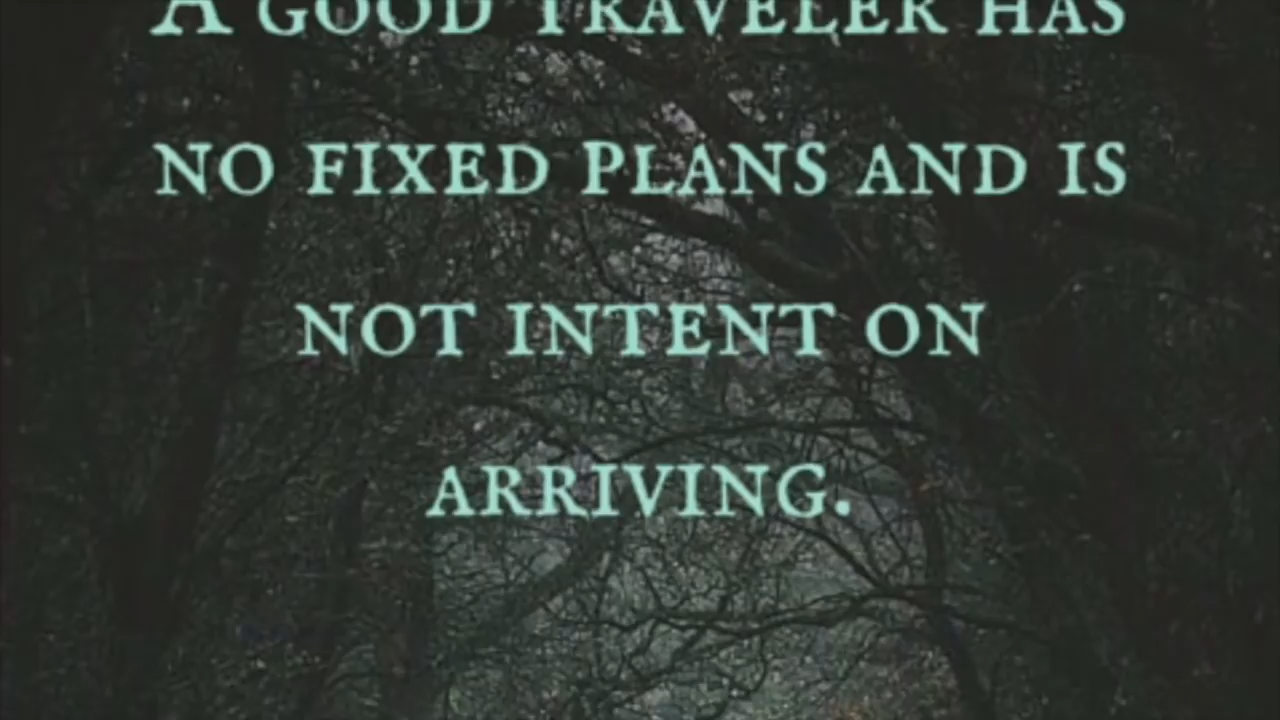 A GOOD TRAVELER HAS
NO FIXED PLANS AND IS
NOT INTENT ON
ARRIVING.